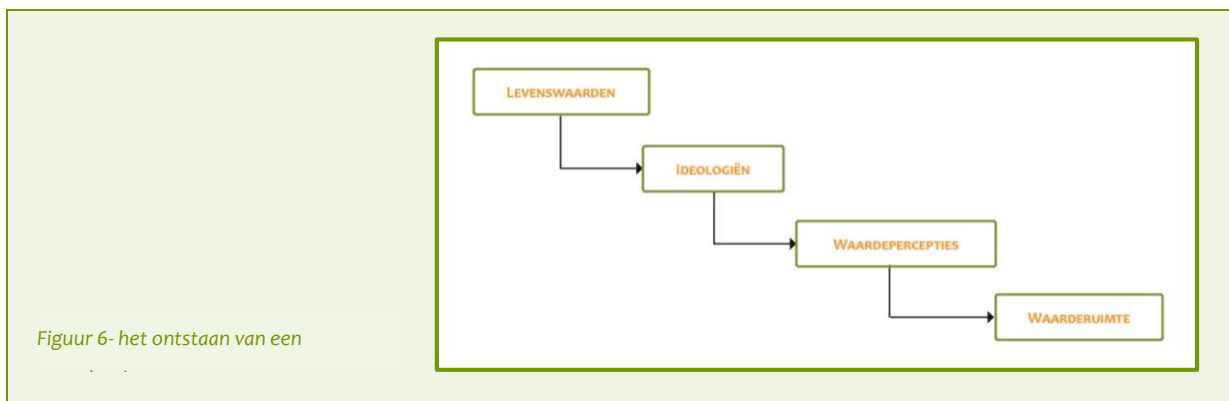 LEVENSWAARDEN
IDEOLOGIËN
WAARDEPERCEPTIES
WAARDERUIMTE
Figuur 6- het ontstaan van een